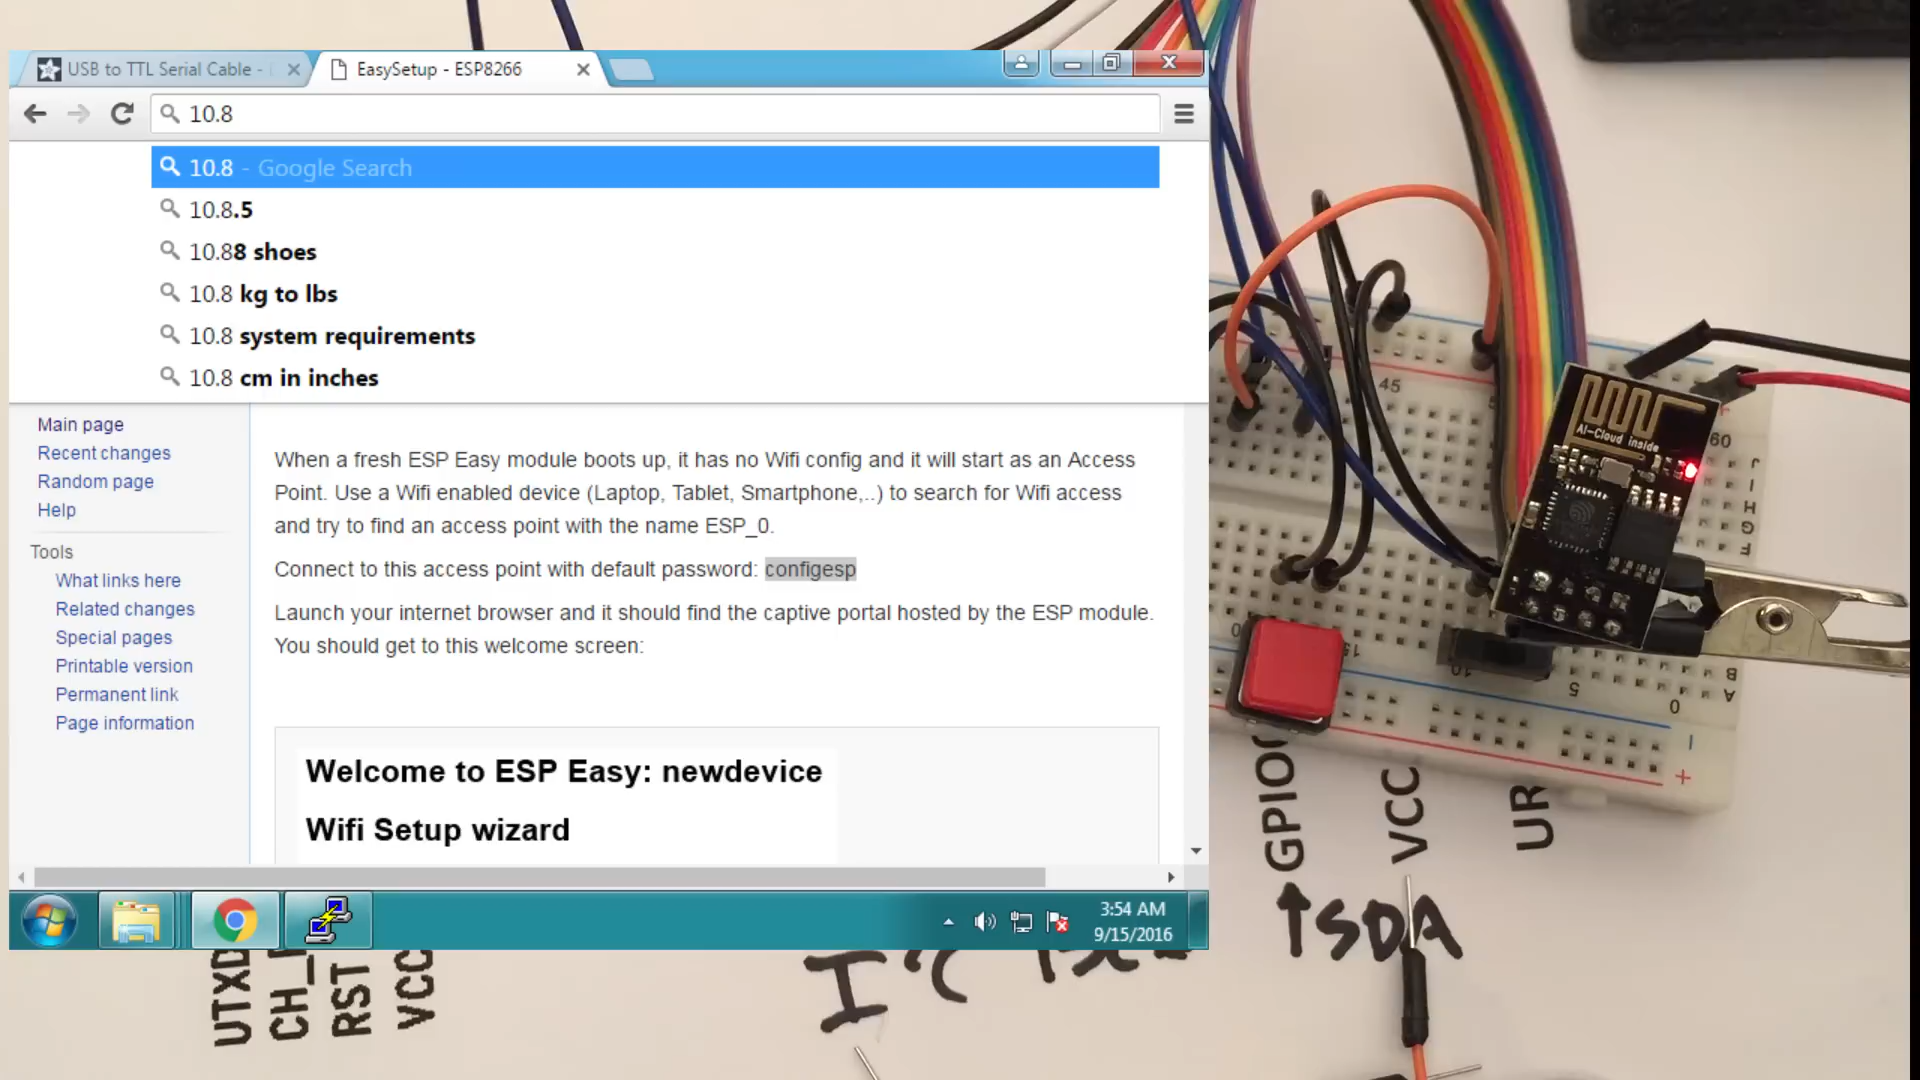 USB to TTL Serial Cable -
EasySetup - ESP8266
10.8
10.8 - Google Search
10.8.5
10.88 shoes
10.8 kg to lbs
10.8 system requirements
10.8 cm in inches
Main page
Recent changes
Random page
Help
Tools
What links here
Related changes
Special pages
Printable version
Permanent link
Page information
When a fresh ESP Easy module boots up, it has no Wifi config and it will start as an Access
Point. Use a Wifi enabled device (Laptop, Tablet, Smartphone,..) to search for Wifi access
and try to find an access point with the name ESP_0.
Connect to this access point with default password: configesp
Launch your internet browser and it should find the captive portal hosted by the ESP module.
You should get to this welcome screen:
Welcome to ESP Easy: newdevice
Wifi Setup wizard
3:54 AM
9/15/2016
AI-Cloud inside
45
60
J
I
H
G
F
B
A
15
10
5
0
GPIO
VCC
UR
SDA
UTXD
CH_
RST
VCC
I²C